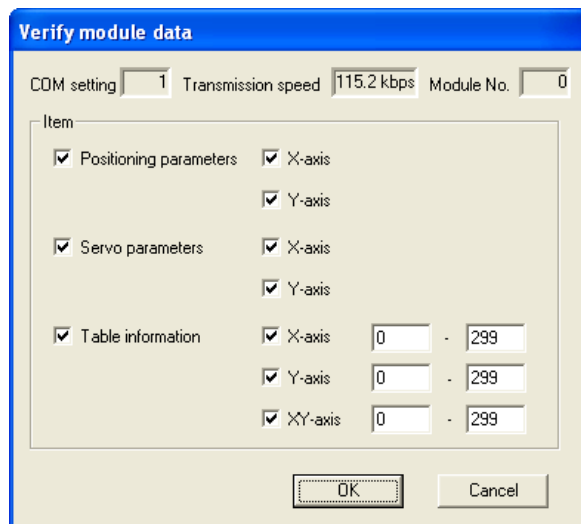 Verify module data
COM setting 1 Transmission speed 115.2 kbps Module No. 0
Item
Positioning parameters X-axis
Y-axis
Servo parameters X-axis
Y-axis
Table information X-axis 0 - 299
Y-axis 0 - 299
XY-axis 0 - 299
OK Cancel